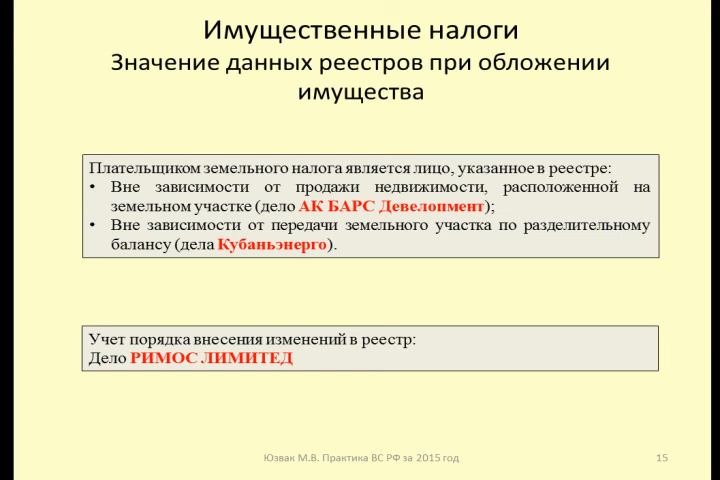 Имущественные налоги
Значение данных реестров при обложении
имущества
Плательщиком земельного налога является лицо, указанное в реестре:
• Вне зависимости от продажи недвижимости, расположенной на
земельном участке (дело АК БАРС Девелопмент);
• Вне зависимости от передачи земельного участка по разделительному
балансу (дела Кубаньэнерго).
Учет порядка внесения изменений в реестр:
Дело РИМОС ЛИМИТЕД
Юзвак М.В. Практика ВС РФ за 2015 год
15